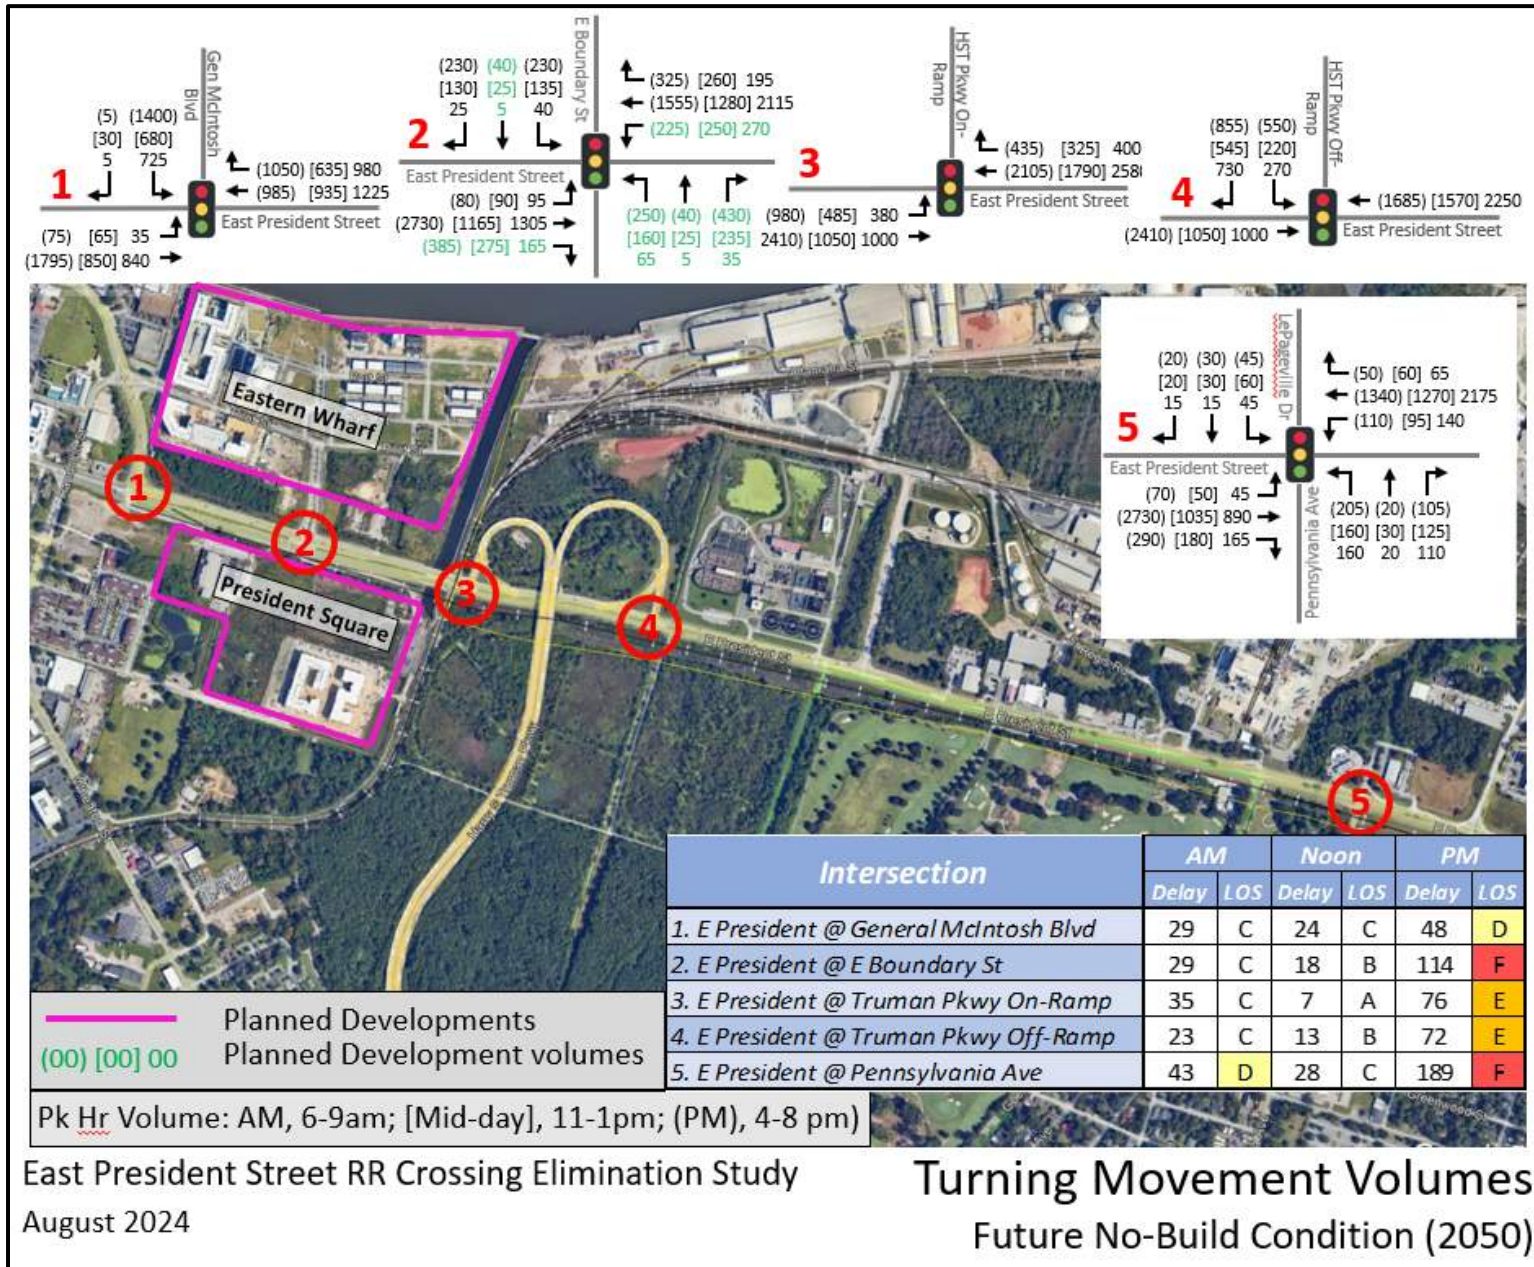 Gen McIntosh
Blvd
(5) (1400)
[30] [680]
5 725
1
(1050) [635] 980
(985) [935] 1225
East President Street
(75) [65] 35
(1795) [850] 840
E Boundary St
(230) (40) (230)
[130] [25] [135]
25 5 40
2
(325) [260] 195
(1555) [1280] 2115
(225) [250] 270
East President Street
(80) [90] 95
(2730) [1165] 1305
(385) [275] 165
(250) (40) (430)
[160] [25] [235]
65 5 35
HST Pkwy On-
Ramp
3
(435) [325] 400
(2105) [1790] 258
East President Street
(980) [485] 380
2410) [1050] 1000
HST Pkwy Off-
Ramp
(855) (550)
[545] [220]
730 270
4
(1685) [1570] 2250
East President Street
(2410) [1050] 1000
LePageville Dr
(20) (30) (45)
[20] [30] [60]
15 15 45
5
(50) [60] 65
(1340) [1270] 2175
(110) [95] 140
East President Street
(70) [50] 45
(2730) [1035] 890
(290) [180] 165
Pennsylvania Ave
(205) (20) (105)
[160] [30] [125]
160 20 110
Eastern Wharf
President Square
1
2
3
4
5
E President St
E President St
Intersection AM Noon PM
Delay LOS Delay LOS Delay LOS
1. E President @ General McIntosh Blvd 29 C 24 C 48 D
2. E President @ E Boundary St 29 C 18 B 114 F
3. E President @ Truman Pkwy On-Ramp 35 C 7 A 76 E
4. E President @ Truman Pkwy Off-Ramp 23 C 13 B 72 E
5. E President @ Pennsylvania Ave 43 D 28 C 189 F
Planned Developments
(00) [00] 00 Planned Development volumes
Pk Hr Volume: AM, 6-9am; [Mid-day], 11-1pm; (PM), 4-8 pm)
Greenwood St
East President Street RR Crossing Elimination Study
August 2024
Turning Movement Volumes
Future No-Build Condition (2050)